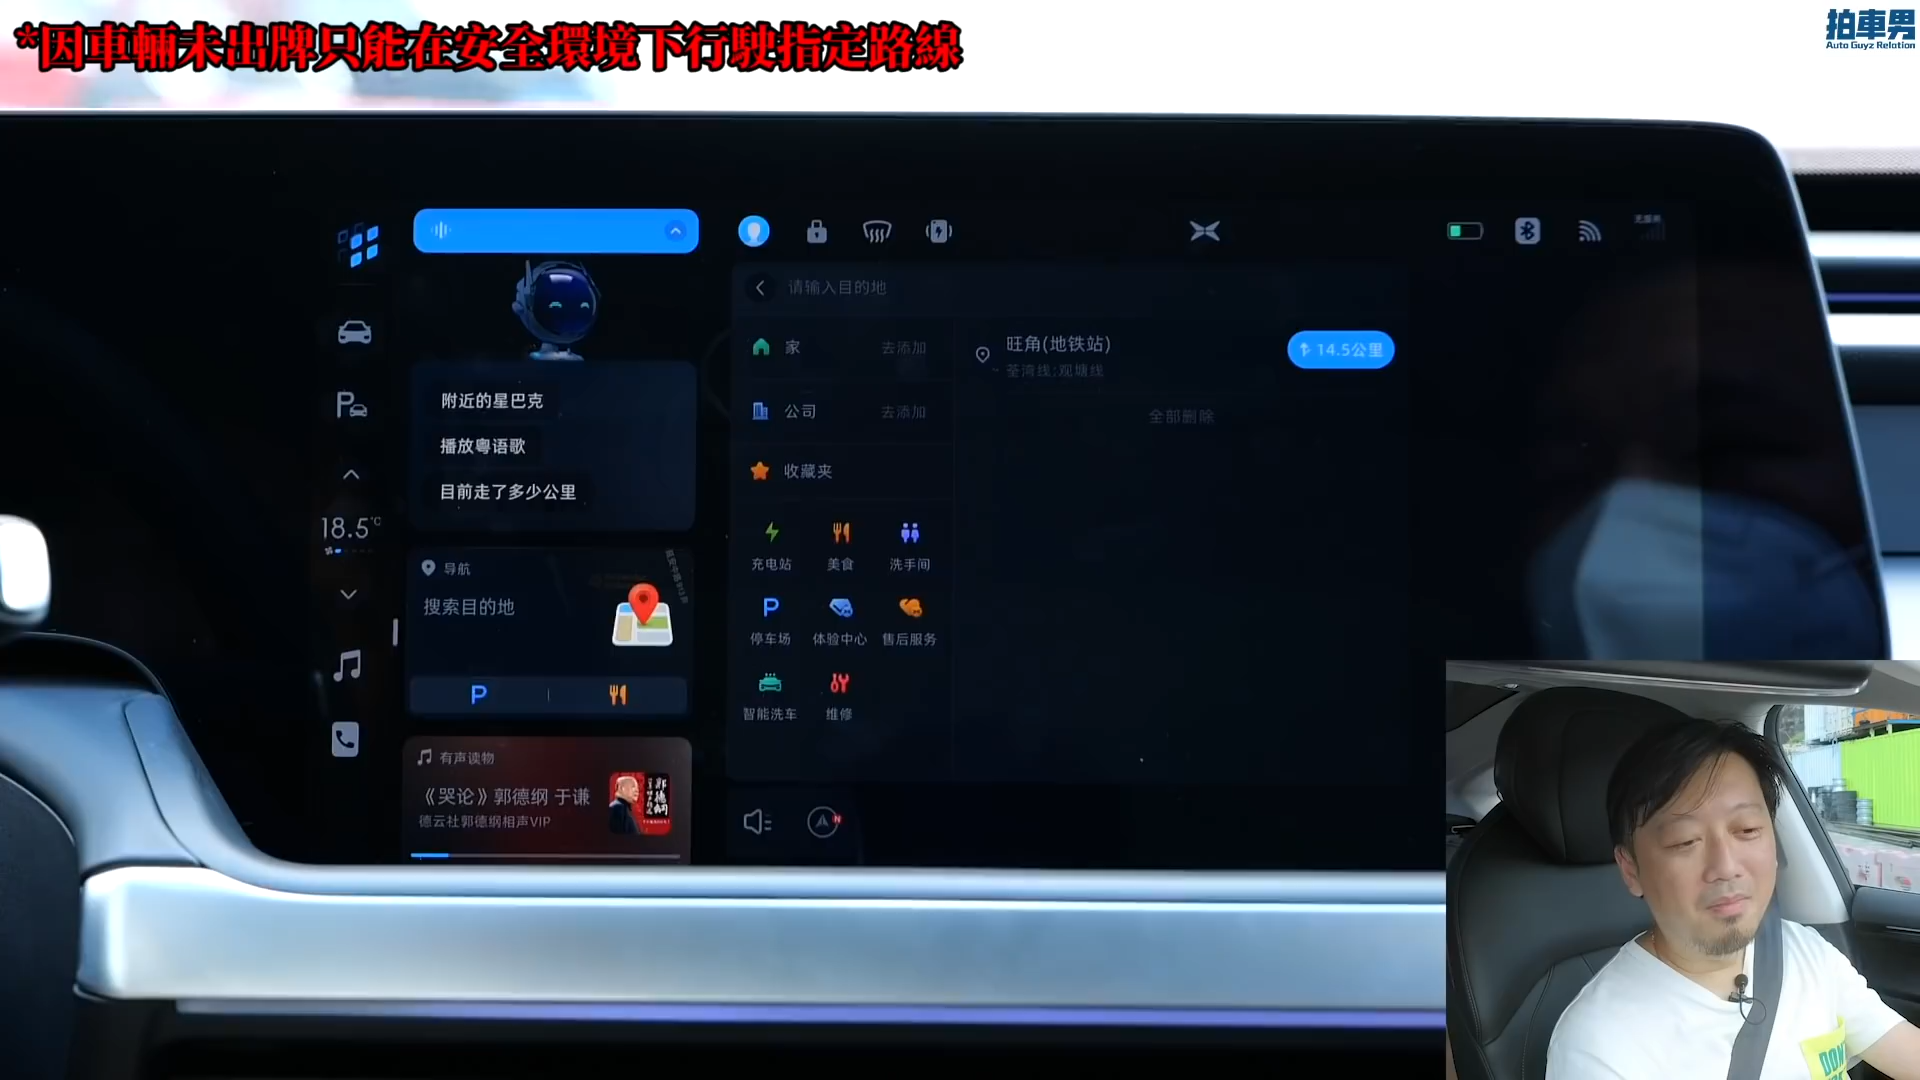 *因車輛未出牌只能在安全環境下行駛指定路線
拍車男
Auto Guyz Relation
请输入目的地
家 去添加
公司 去添加
收藏夹
旺角(地铁站)
荃湾线;观塘线
14.5公里
全部删除
附近的星巴克
播放粤语歌
目前走了多少公里
18.5°C
导航
搜索目的地
P
充电站 美食 洗手间
P
停车场 体验中心 售后服务
智能洗车 维修
有声读物
《哭论》郭德纲 于谦
德云社郭德纲相声VIP
郭德纲
N
P